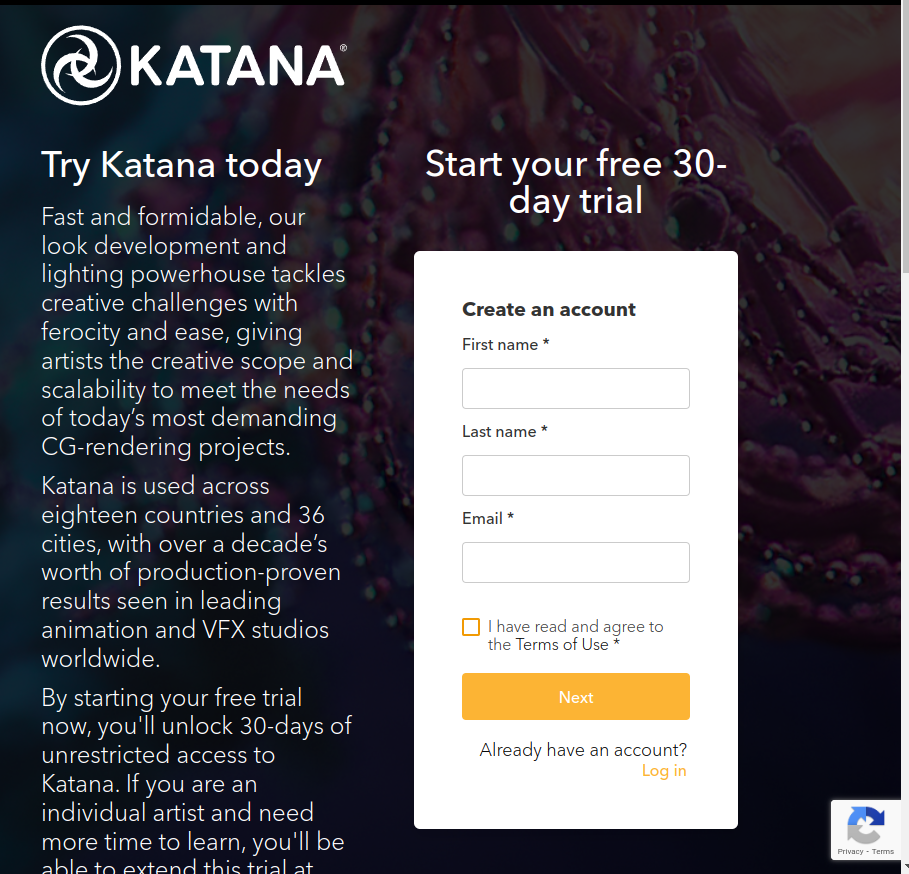 KATANA®
Try Katana today
Fast and formidable, our
look development and
lighting powerhouse tackles
creative challenges with
ferocity and ease, giving
artists the creative scope and
scalability to meet the needs
of today’s most demanding
CG-rendering projects.
Katana is used across
eighteen countries and 36
cities, with over a decade’s
worth of production-proven
results seen in leading
animation and VFX studios
worldwide.
By starting your free trial
now, you'll unlock 30-days of
unrestricted access to
Katana. If you are an
individual artist and need
more time to learn, you'll be
able to extend this trial at
Start your free 30-
day trial
Create an account
First name *
Last name *
Email *
I have read and agree to
the Terms of Use *
Next
Already have an account?
Log in
Privacy - Terms